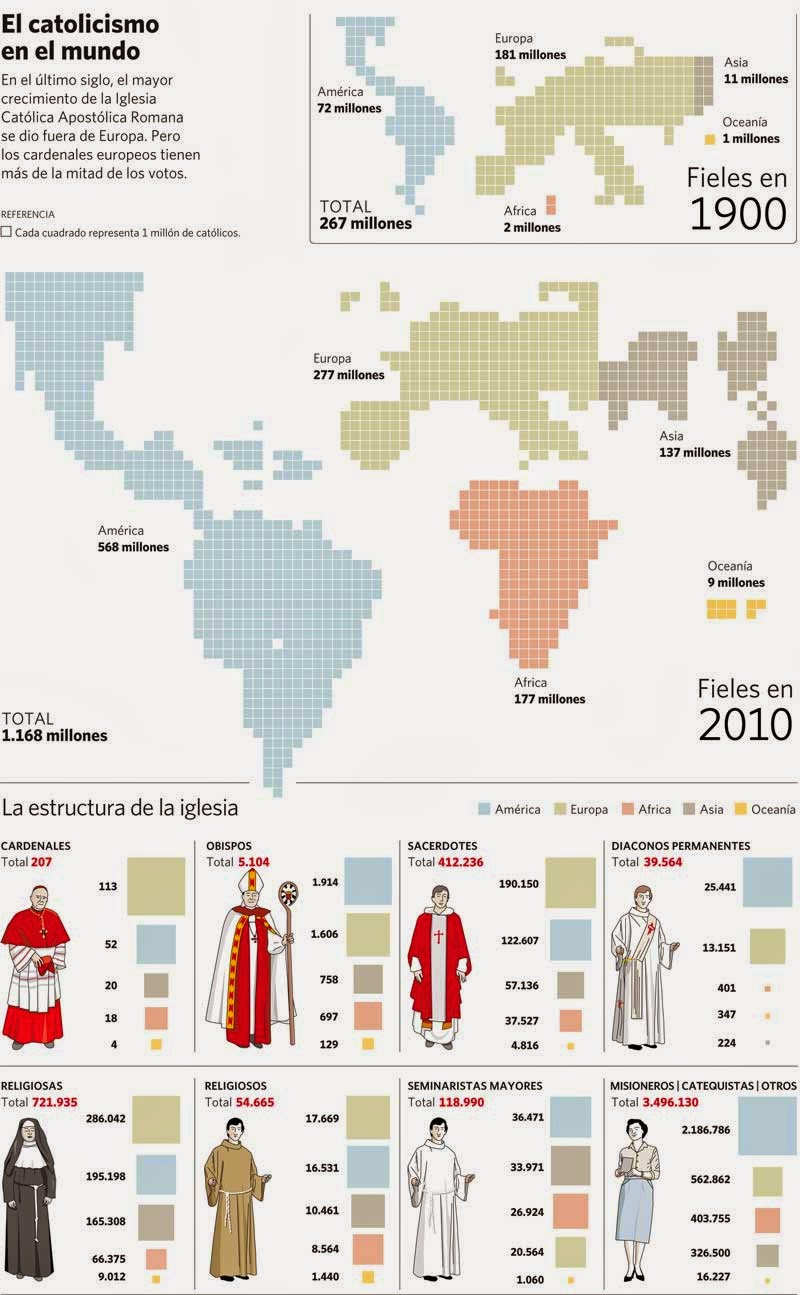 El catolicismo
en el mundo
En el último siglo, el mayor
crecimiento de la Iglesia
Católica Apostólica Romana
se dio fuera de Europa. Pero
los cardenales europeos tienen
más de la mitad de los votos.
REFERENCIA
Cada cuadrado representa 1 millón de católicos.
América
72 millones
Europa
181 millones
Asia
11 millones
Oceanía
1 millones
Africa
2 millones
TOTAL
267 millones
Fieles en
1900
Europa
277 millones
Asia
137 millones
América
568 millones
Oceanía
9 millones
Africa
177 millones
TOTAL
1.168 millones
Fieles en
2010
La estructura de la iglesia
América
Europa
Africa
Asia
Oceanía
CARDENALES
Total 207
113
52
20
18
4
OBISPOS
Total 5.104
1.914
1.606
758
697
129
SACERDOTES
Total 412.236
190.150
122.607
57.136
37.527
4.816
DIACONOS PERMANENTES
Total 39.564
25.441
13.151
401
347
224
RELIGIOSAS
Total 721.935
286.042
195.198
165.308
66.375
9.012
RELIGIOSOS
Total 54.665
17.669
16.531
10.461
8.564
1.440
SEMINARISTAS MAYORES
Total 118.990
36.471
33.971
26.924
20.564
1.060
MISIONEROS | CATEQUISTAS | OTROS
Total 3.496.130
2.186.786
562.862
403.755
326.500
16.227